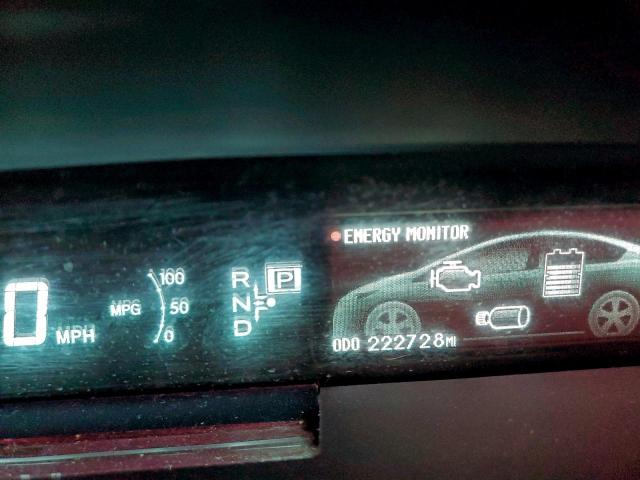 ENERGY MONITOR
0 MPH
MPG
100
50
0
R
N
D
P
ODO 222728MI